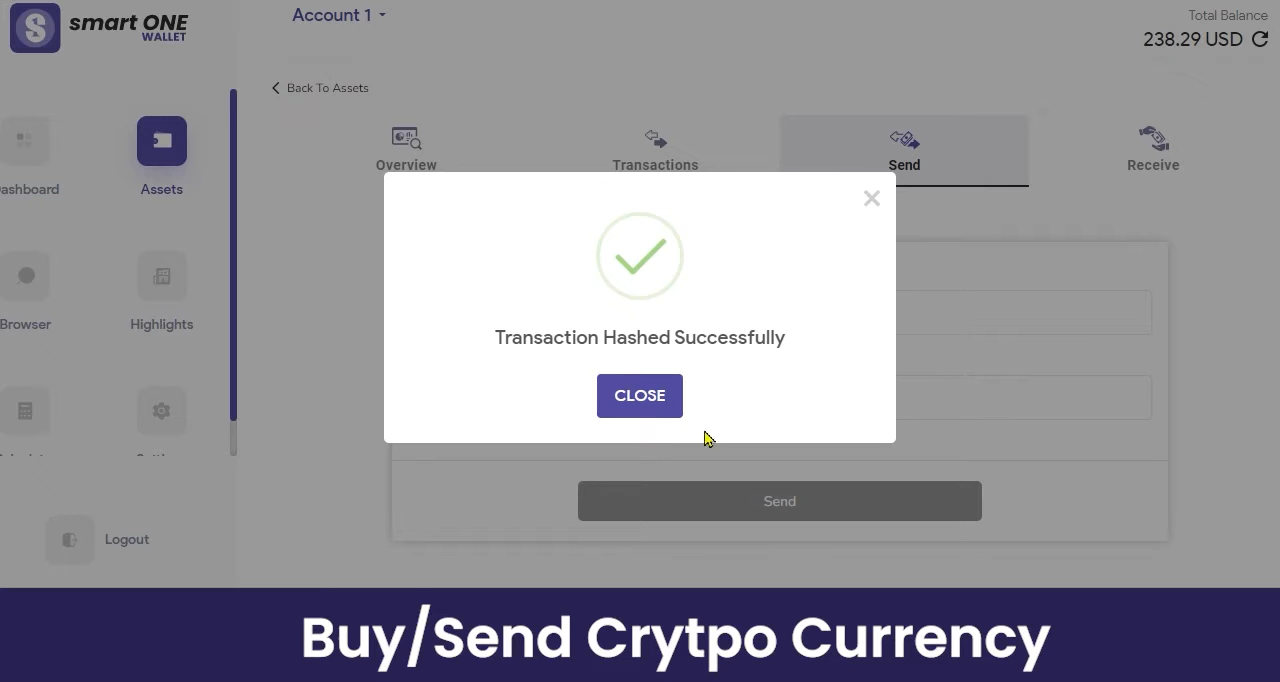 smart ONE
WALLET
Account 1
Total Balance
238.29 USD
Back To Assets
Overview
Transactions
Send
Receive
ashboard
Assets
Browser
Highlights
Transaction Hashed Successfully
CLOSE
Send
Logout
Buy/Send Crytpo Currency